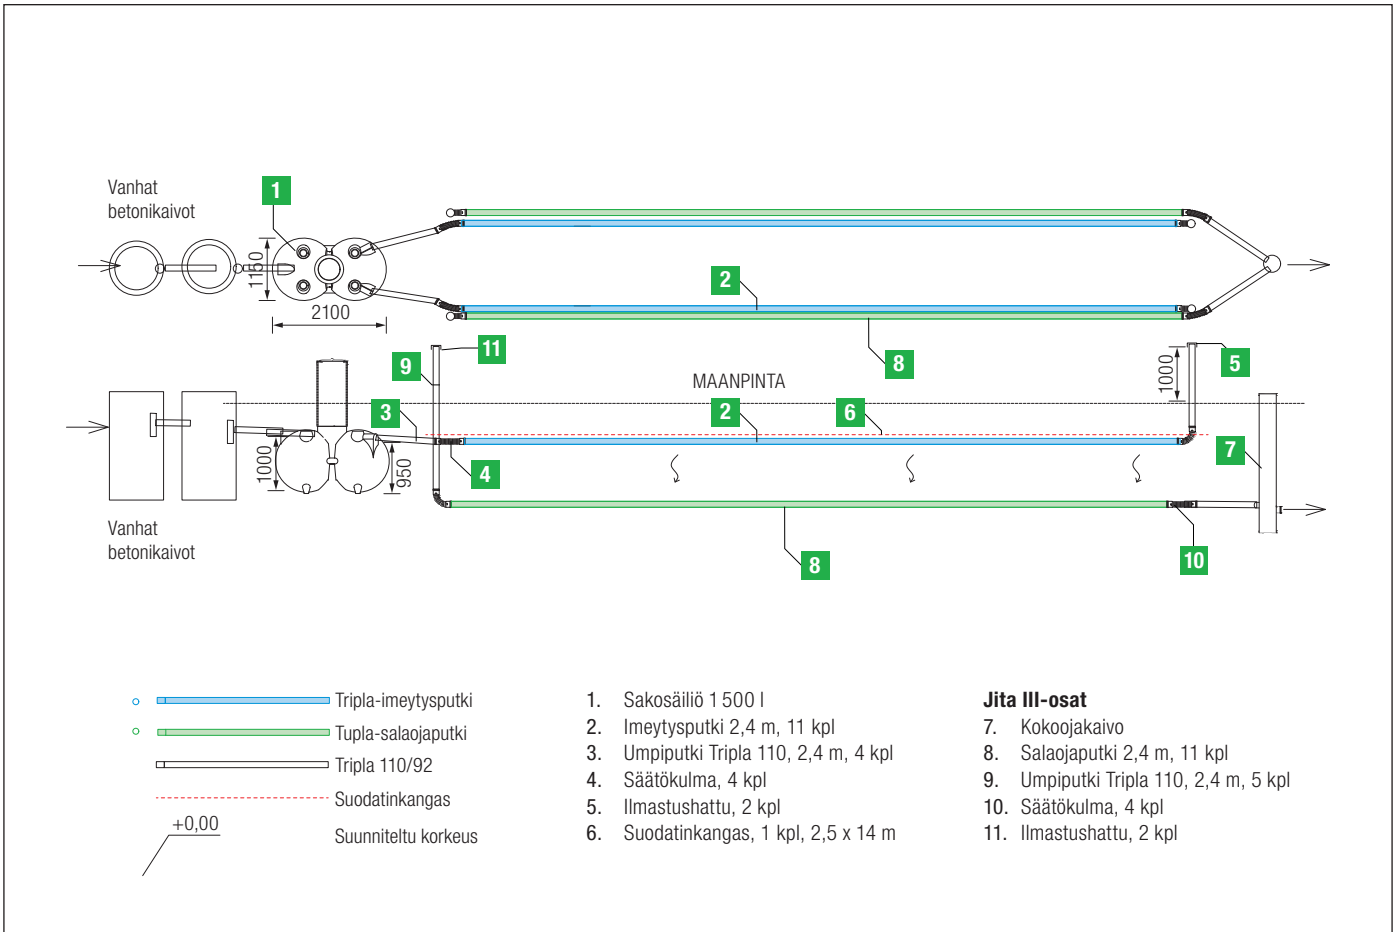 Vanhat
betonikaivot
1
1150
2100
2
8
11
9
MAANPINTA
1000
5
3
2
6
1000
950
4
7
Vanhat
betonikaivot
8
10
Tripla-imeytysputki
Tupla-salaojaputki
Tripla 110/92
Suodatinkangas
+0,00
Suunniteltu korkeus
1. Sakosäiliö 1 500 l
2. Imeytysputki 2,4 m, 11 kpl
3. Umpiputki Tripla 110, 2,4 m, 4 kpl
4. Säätökulma, 4 kpl
5. Ilmastushattu, 2 kpl
6. Suodatinkangas, 1 kpl, 2,5 x 14 m
Jita III-osat
7. Kokoojakaivo
8. Salaojaputki 2,4 m, 11 kpl
9. Umpiputki Tripla 110, 2,4 m, 5 kpl
10. Säätökulma, 4 kpl
11. Ilmastushattu, 2 kpl